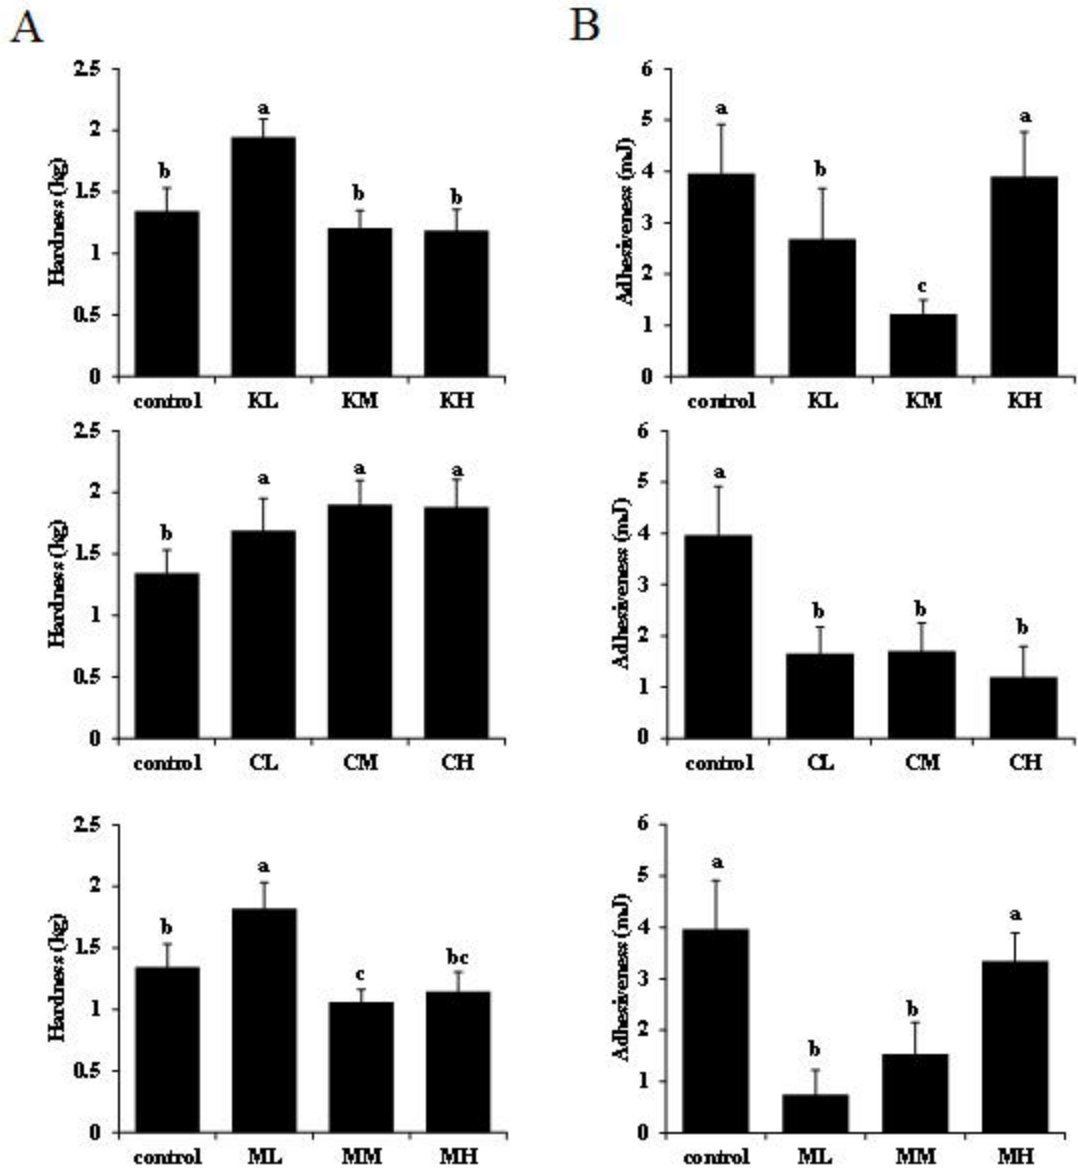 A
B
2.5
2
1.5
1
0.5
0
Hardness (kg)
b
a
b
b
control KL KM KH
6
5
4
3
2
1
0
Adhesiveness (mJ)
a
b
c
a
control KL KM KH
2.5
2
1.5
1
0.5
0
Hardness (kg)
b
a
a
a
control CL CM CH
6
5
4
3
2
1
0
Adhesiveness (mJ)
a
b
b
b
control CL CM CH
2.5
2
1.5
1
0.5
0
Hardness (kg)
b
a
c
bc
control ML MM MH
6
5
4
3
2
1
0
Adhesiveness (mJ)
a
b
b
a
control ML MM MH